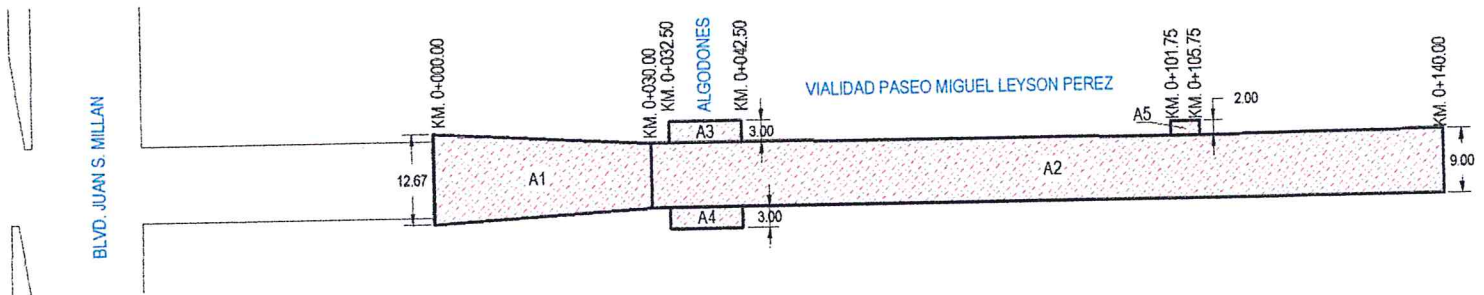 BLVD. JUAN S. MILLAN
KM. 0+000.00
12.67
A1
KM. 0+030.00
KM. 0+032.50
ALGODONES
KM. 0+042.50
A3
3.00
A4
3.00
VIALIDAD PASEO MIGUEL LEYSON PEREZ
A2
A5
KM. 0+101.75
KM. 0+105.75
2.00
KM. 0+140.00
9.00